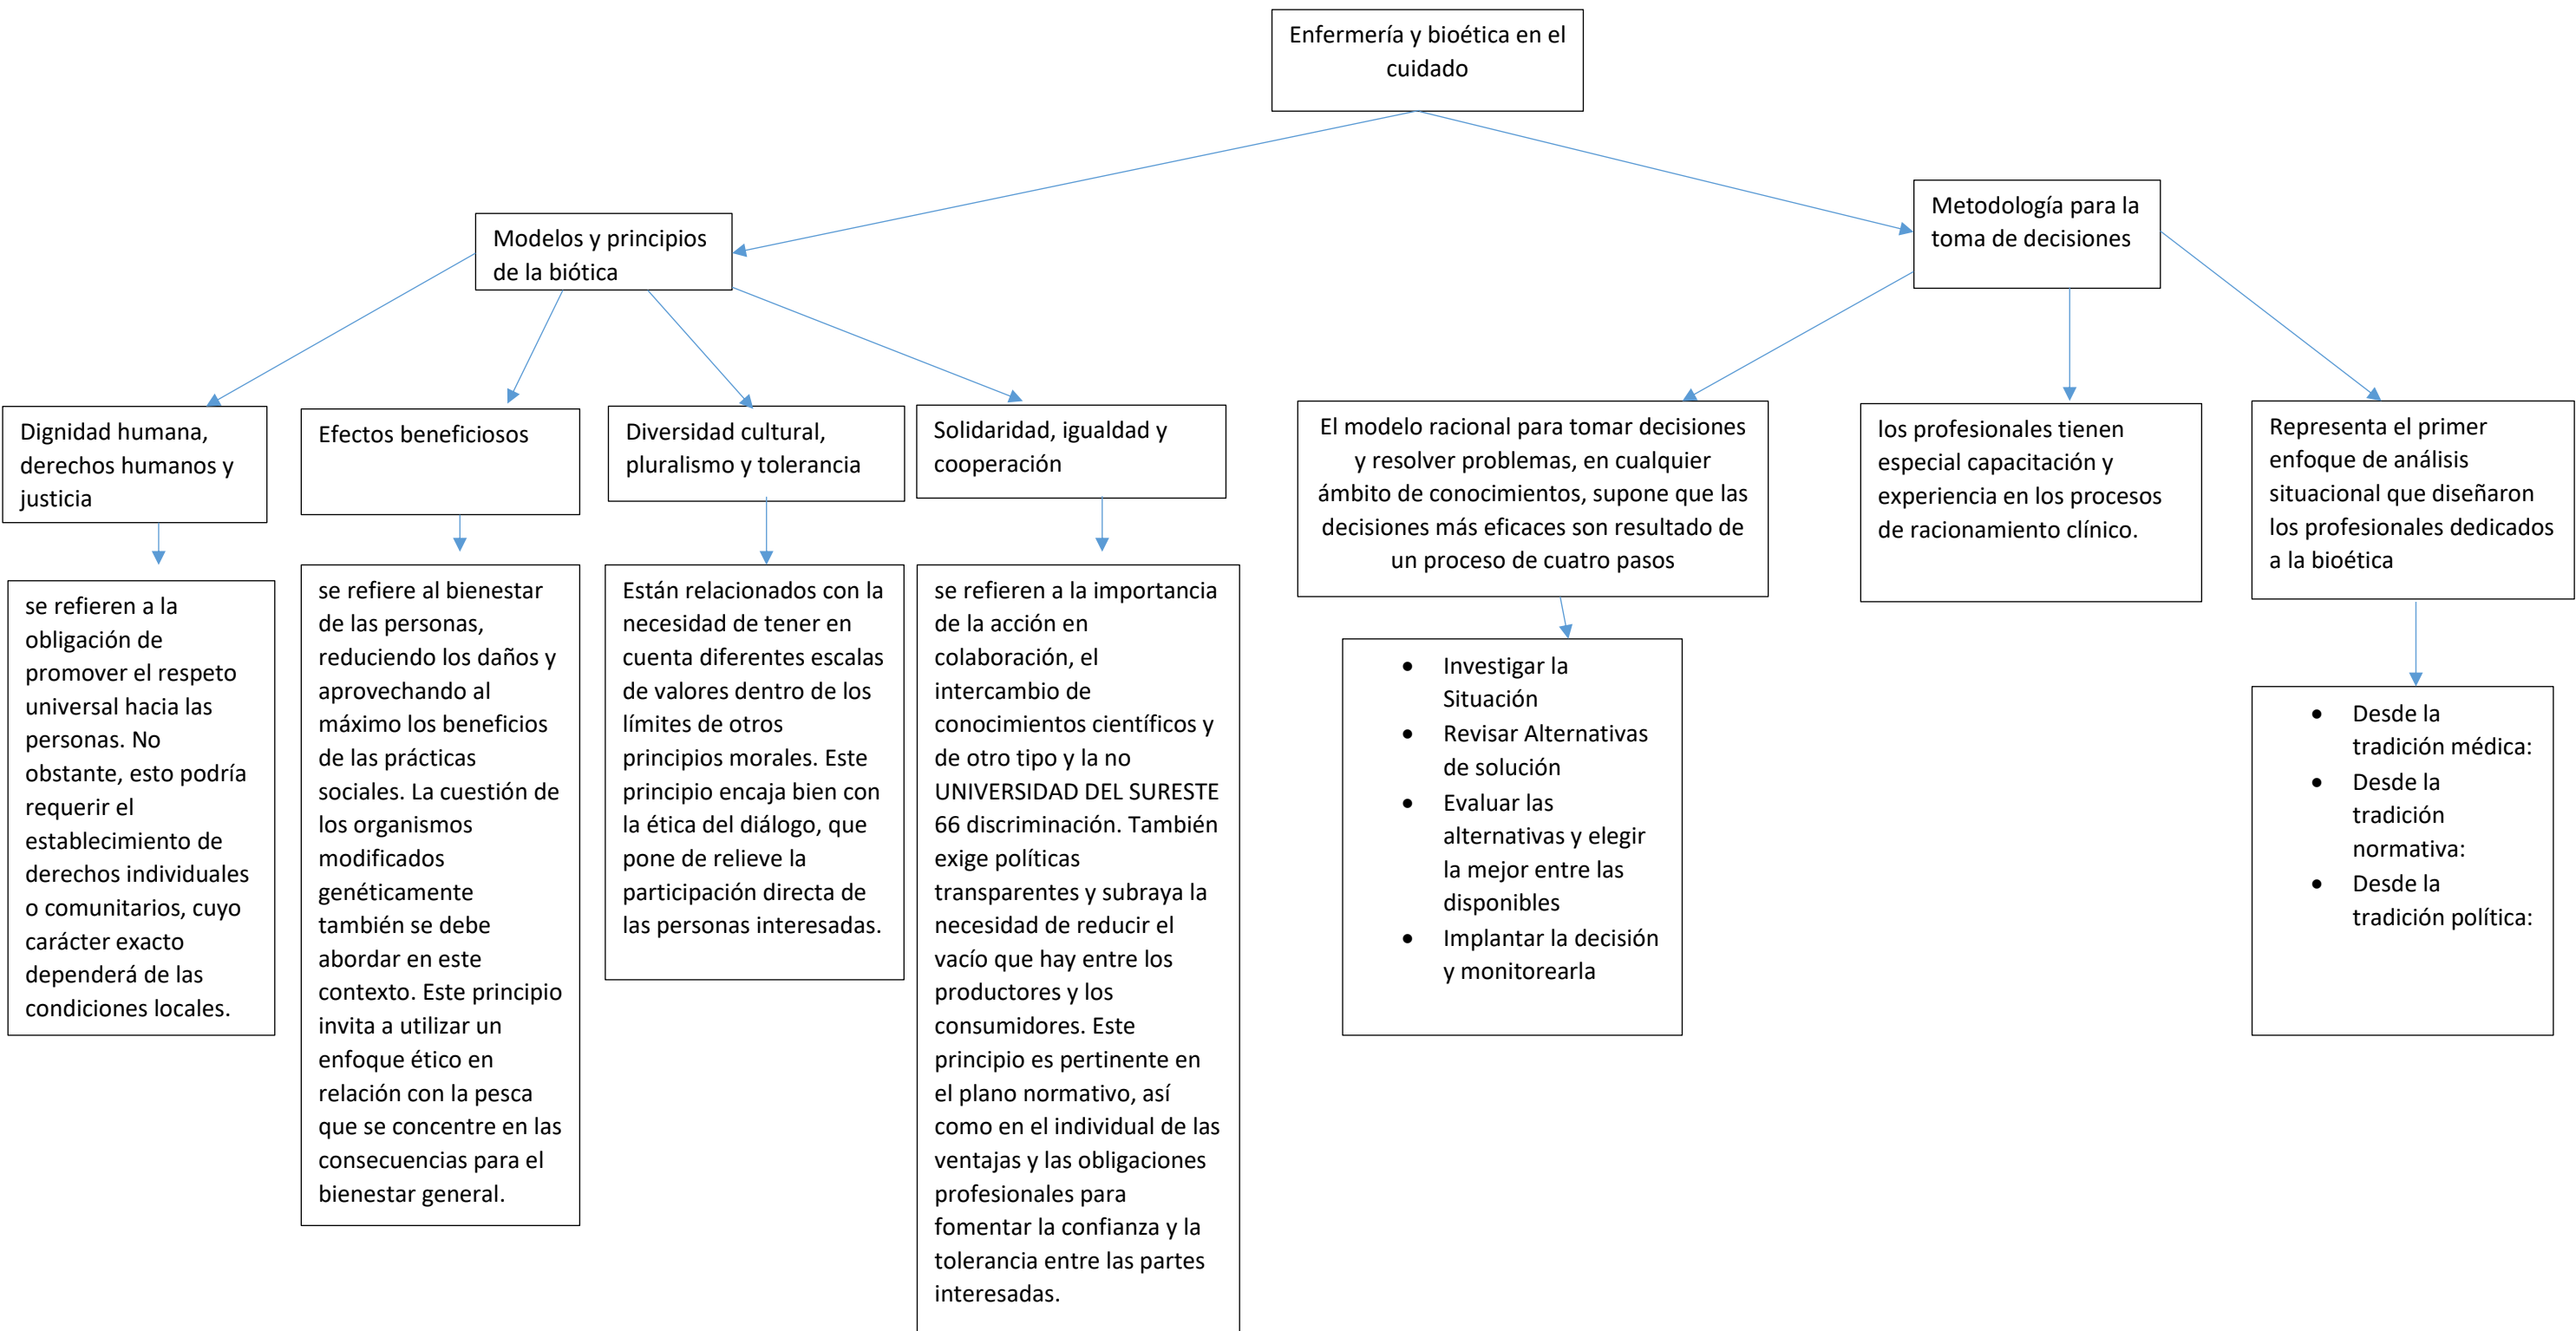 Enfermería y bioética en el
cuidado
Modelos y principios
de la biótica
Metodología para la
toma de decisiones
Dignidad humana,
derechos humanos y
justicia
Efectos beneficiosos
Diversidad cultural,
pluralismo y tolerancia
Solidaridad, igualdad y
cooperación
El modelo racional para tomar decisiones
y resolver problemas, en cualquier
ámbito de conocimientos, supone que las
decisiones más eficaces son resultado de
un proceso de cuatro pasos
los profesionales tienen
especial capacitación y
experiencia en los procesos
de racionamiento clínico.
Representa el primer
enfoque de análisis
situacional que diseñaron
los profesionales dedicados
a la bioética
se refieren a la
obligación de
promover el respeto
universal hacia las
personas. No
obstante, esto podría
requerir el
establecimiento de
derechos individuales
o comunitarios, cuyo
carácter exacto
dependerá de las
condiciones locales.
se refiere al bienestar
de las personas,
reduciendo los daños y
aprovechando al
máximo los beneficios
de las prácticas
sociales. La cuestión de
los organismos
modificados
genéticamente
también se debe
abordar en este
contexto. Este principio
invita a utilizar un
enfoque ético en
relación con la pesca
que se concentre en las
consecuencias para el
bienestar general.
Están relacionados con la
necesidad de tener en
cuenta diferentes escalas
de valores dentro de los
límites de otros
principios morales. Este
principio encaja bien con
la ética del diálogo, que
pone de relieve la
participación directa de
las personas interesadas.
se refieren a la importancia
de la acción en
colaboración, el
intercambio de
conocimientos científicos y
de otro tipo y la no
UNIVERSIDAD DEL SURESTE
66 discriminación. También
exige políticas
transparentes y subraya la
necesidad de reducir el
vacío que hay entre los
productores y los
consumidores. Este
principio es pertinente en
el plano normativo, así
como en el individual de las
ventajas y las obligaciones
profesionales para
fomentar la confianza y la
tolerancia entre las partes
interesadas.
• Investigar la
Situación
• Revisar Alternativas
de solución
• Evaluar las
alternativas y elegir
la mejor entre las
disponibles
• Implantar la decisión
y monitorearla
• Desde la
tradición médica:
• Desde la
tradición
normativa:
• Desde la
tradición política: